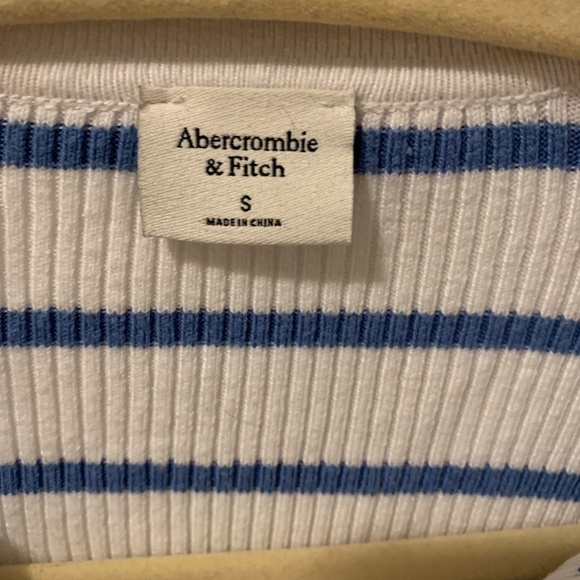 Abercrombie
& Fitch
S
MADE IN CHINA